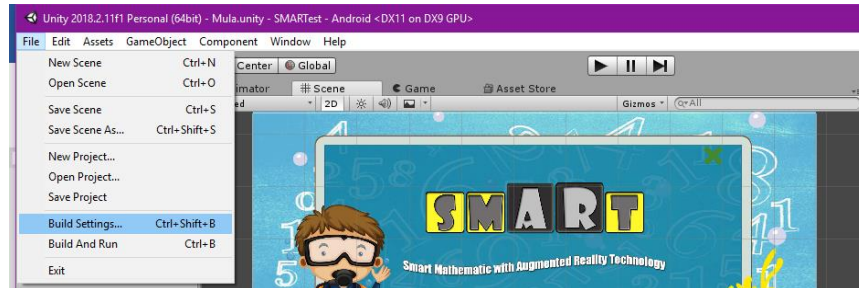 Unity 2018.2.11f1 Personal (64bit) - Mula.unity - SMARTest - Android <DX11 on DX9 GPU>
File Edit Assets GameObject Component Window Help
New Scene Ctrl+N
Open Scene Ctrl+O
Save Scene Ctrl+S
Save Scene As... Ctrl+Shift+S
New Project...
Open Project...
Save Project
Build Settings... Ctrl+Shift+B
Build And Run Ctrl+B
Exit
Center Global
imator Scene Game Asset Store
ed 2D Gizmos All
SMART
Smart Mathematic with Augmented Reality Technology